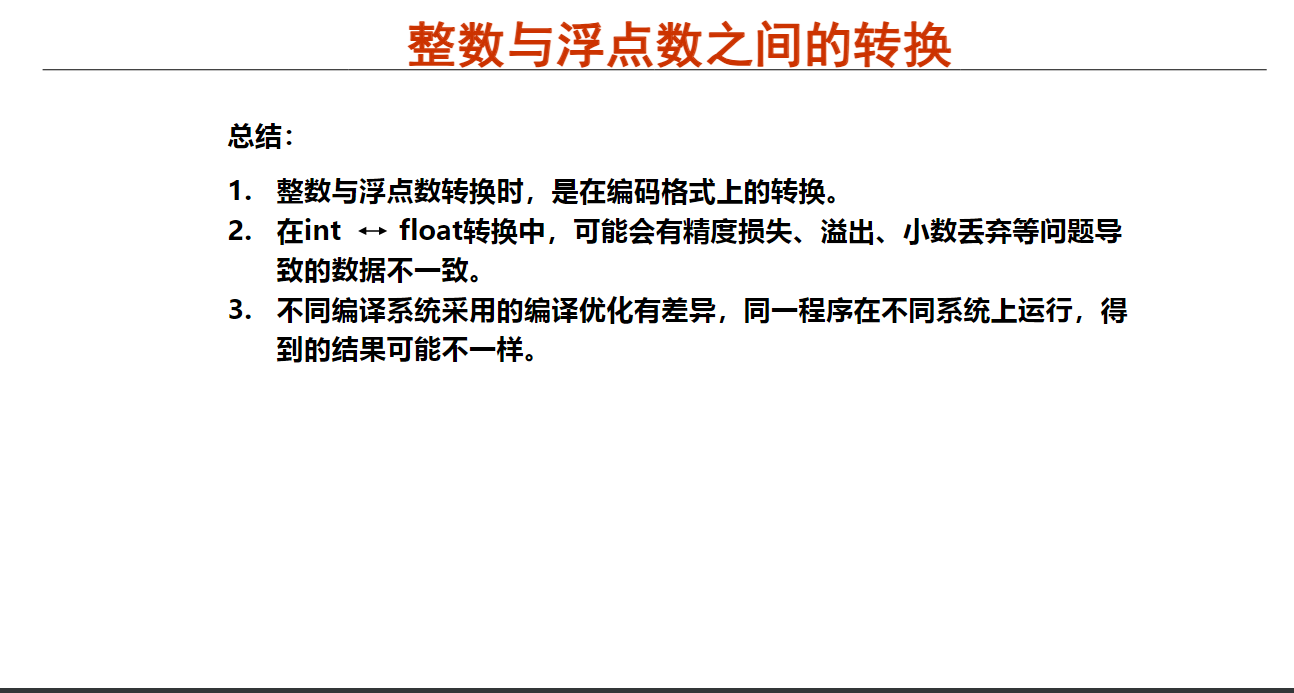 整数与浮点数之间的转换
总结：
1. 整数与浮点数转换时，是在编码格式上的转换。
2. 在int ↔ float转换中，可能会有精度损失、溢出、小数丢弃等问题导
致的数据不一致。
3. 不同编译系统采用的编译优化有差异，同一程序在不同系统上运行，得
到的结果可能不一样。